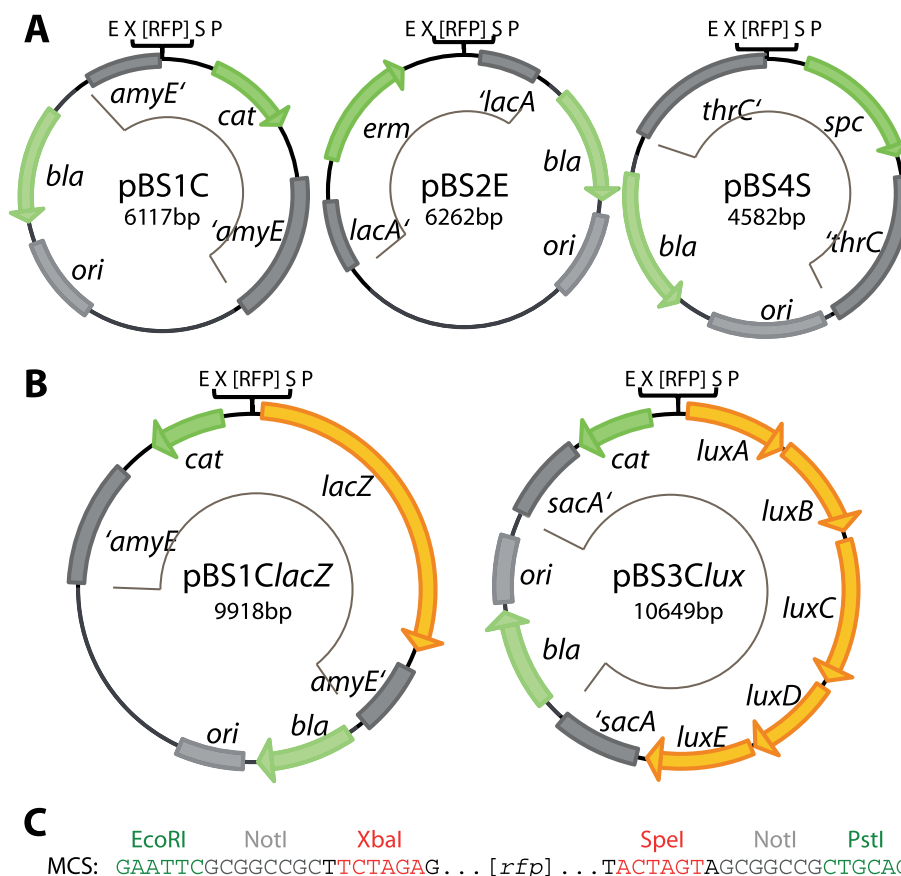 A
E X [RFP] S P
amyE‘
cat
bla
pBS1C
6117bp
‘amyE
ori
E X [RFP] S P
‘lacA
erm
bla
pBS2E
6262bp
lacA‘
ori
E X [RFP] S P
thrC‘
spc
pBS4S
4582bp
bla
‘thrC
ori
B
E X [RFP] S P
cat
lacZ
‘amyE
pBS1ClacZ
9918bp
amyE‘
bla
ori
E X [RFP] S P
cat
luxA
sacA‘
luxB
ori
pBS3Clux
10649bp
luxC
bla
luxD
‘sacA
luxE
C
EcoRI NotI XbaI SpeI NotI PstI
MCS: GAATTCGCGGCCGCTTCTAGAG...[rfp]...TACTAGTAGCGGCCGCTGCAG